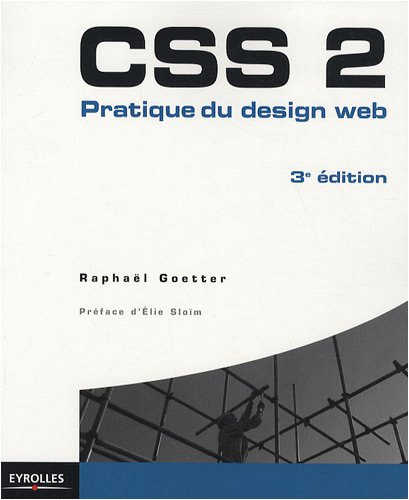 CSS 2
Pratique du design web
3e édition
Raphaël Goetter
Préface d'Élie Sloïm
EYROLLES